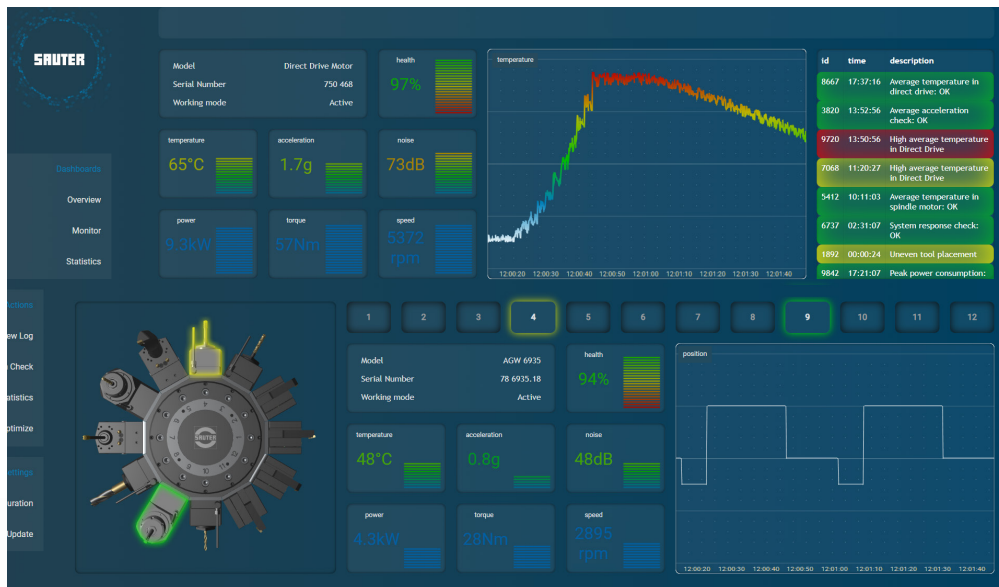 SAUTER
Dashboards
Overview
Monitor
Statistics
Model Direct Drive Motor
Serial Number 750 468
Working mode Active
health
97%
temperature
65°C
acceleration
1.7g
noise
73dB
power
9.3kW
torque
57Nm
speed
5372
rpm
temperature
12:00:20 12:00:30 12:00:40 12:00:50 12:01:00 12:01:10 12:01:20 12:01:30 12:01:40
id time description
8667 17:37:16 Average temperature in
direct drive: OK
3820 13:52:56 Average acceleration
check: OK
9720 13:50:56 High average temperature
in Direct Drive
7068 11:20:27 High average temperature
in Direct Drive
5412 10:11:03 Average temperature in
spindle motor: OK
6737 02:31:07 System response check:
OK
1892 00:00:24 Uneven tool placement
9842 17:21:07 Peak power consumption:
ctions
ew Log
Check
atistics
ptimize
ettings
uration
Update
SAUTER
1 2 3 4 5 6 7 8 9 10 11 12
Model AGW 6935
Serial Number 78 6935.18
Working mode Active
health
94%
temperature
48°C
acceleration
0.8g
noise
48dB
power
4.3kW
torque
28Nm
speed
2895
rpm
position
12:00:20 12:00:30 12:00:40 12:00:50 12:01:00 12:01:10 12:01:20 12:01:30 12:01:40